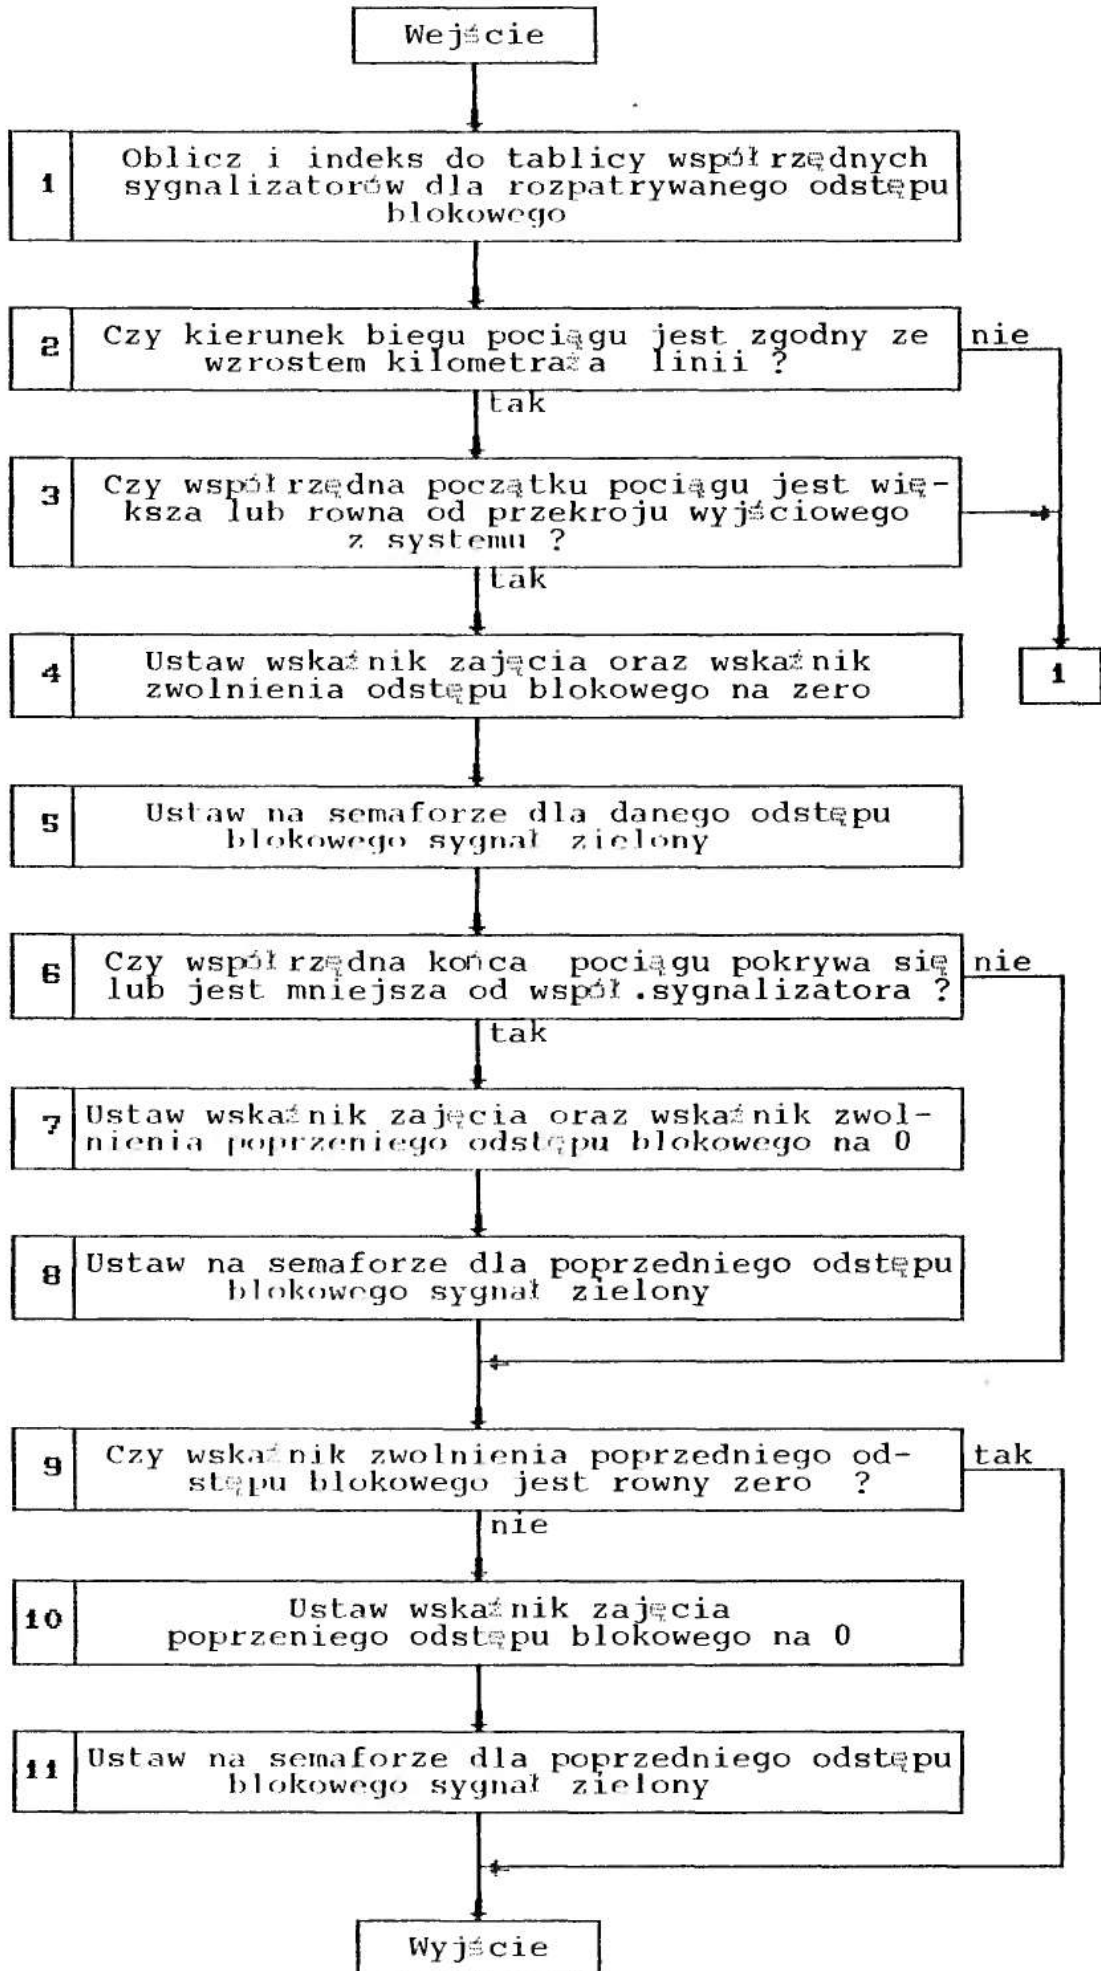 Wejście
1
Oblicz i indeks do tablicy współrzędnych
sygnalizatorów dla rozpatrywanego odstępu
blokowego
2
Czy kierunek biegu pociągu jest zgodny ze
wzrostem kilometraża linii ?
nie
tak
3
Czy współrzędna początku pociągu jest wię-
ksza lub rowna od przekroju wyjściowego
z systemu ?
tak
4
Ustaw wskaźnik zajęcia oraz wskaźnik
zwolnienia odstępu blokowego na zero
1
5
Ustaw na semaforze dla danego odstępu
blokowego sygnał zielony
6
Czy współrzędna końca pociągu pokrywa się
lub jest mniejsza od współ.sygnalizatora ?
nie
tak
7
Ustaw wskaźnik zajęcia oraz wskaźnik zwol-
nienia poprzeniego odstępu blokowego na 0
8
Ustaw na semaforze dla poprzedniego odstępu
blokowego sygnał zielony
9
Czy wskaźnik zwolnienia poprzedniego od-
stępu blokowego jest rowny zero ?
tak
nie
10
Ustaw wskaźnik zajęcia
poprzeniego odstępu blokowego na 0
11
Ustaw na semaforze dla poprzedniego odstępu
blokowego sygnał zielony
Wyjście